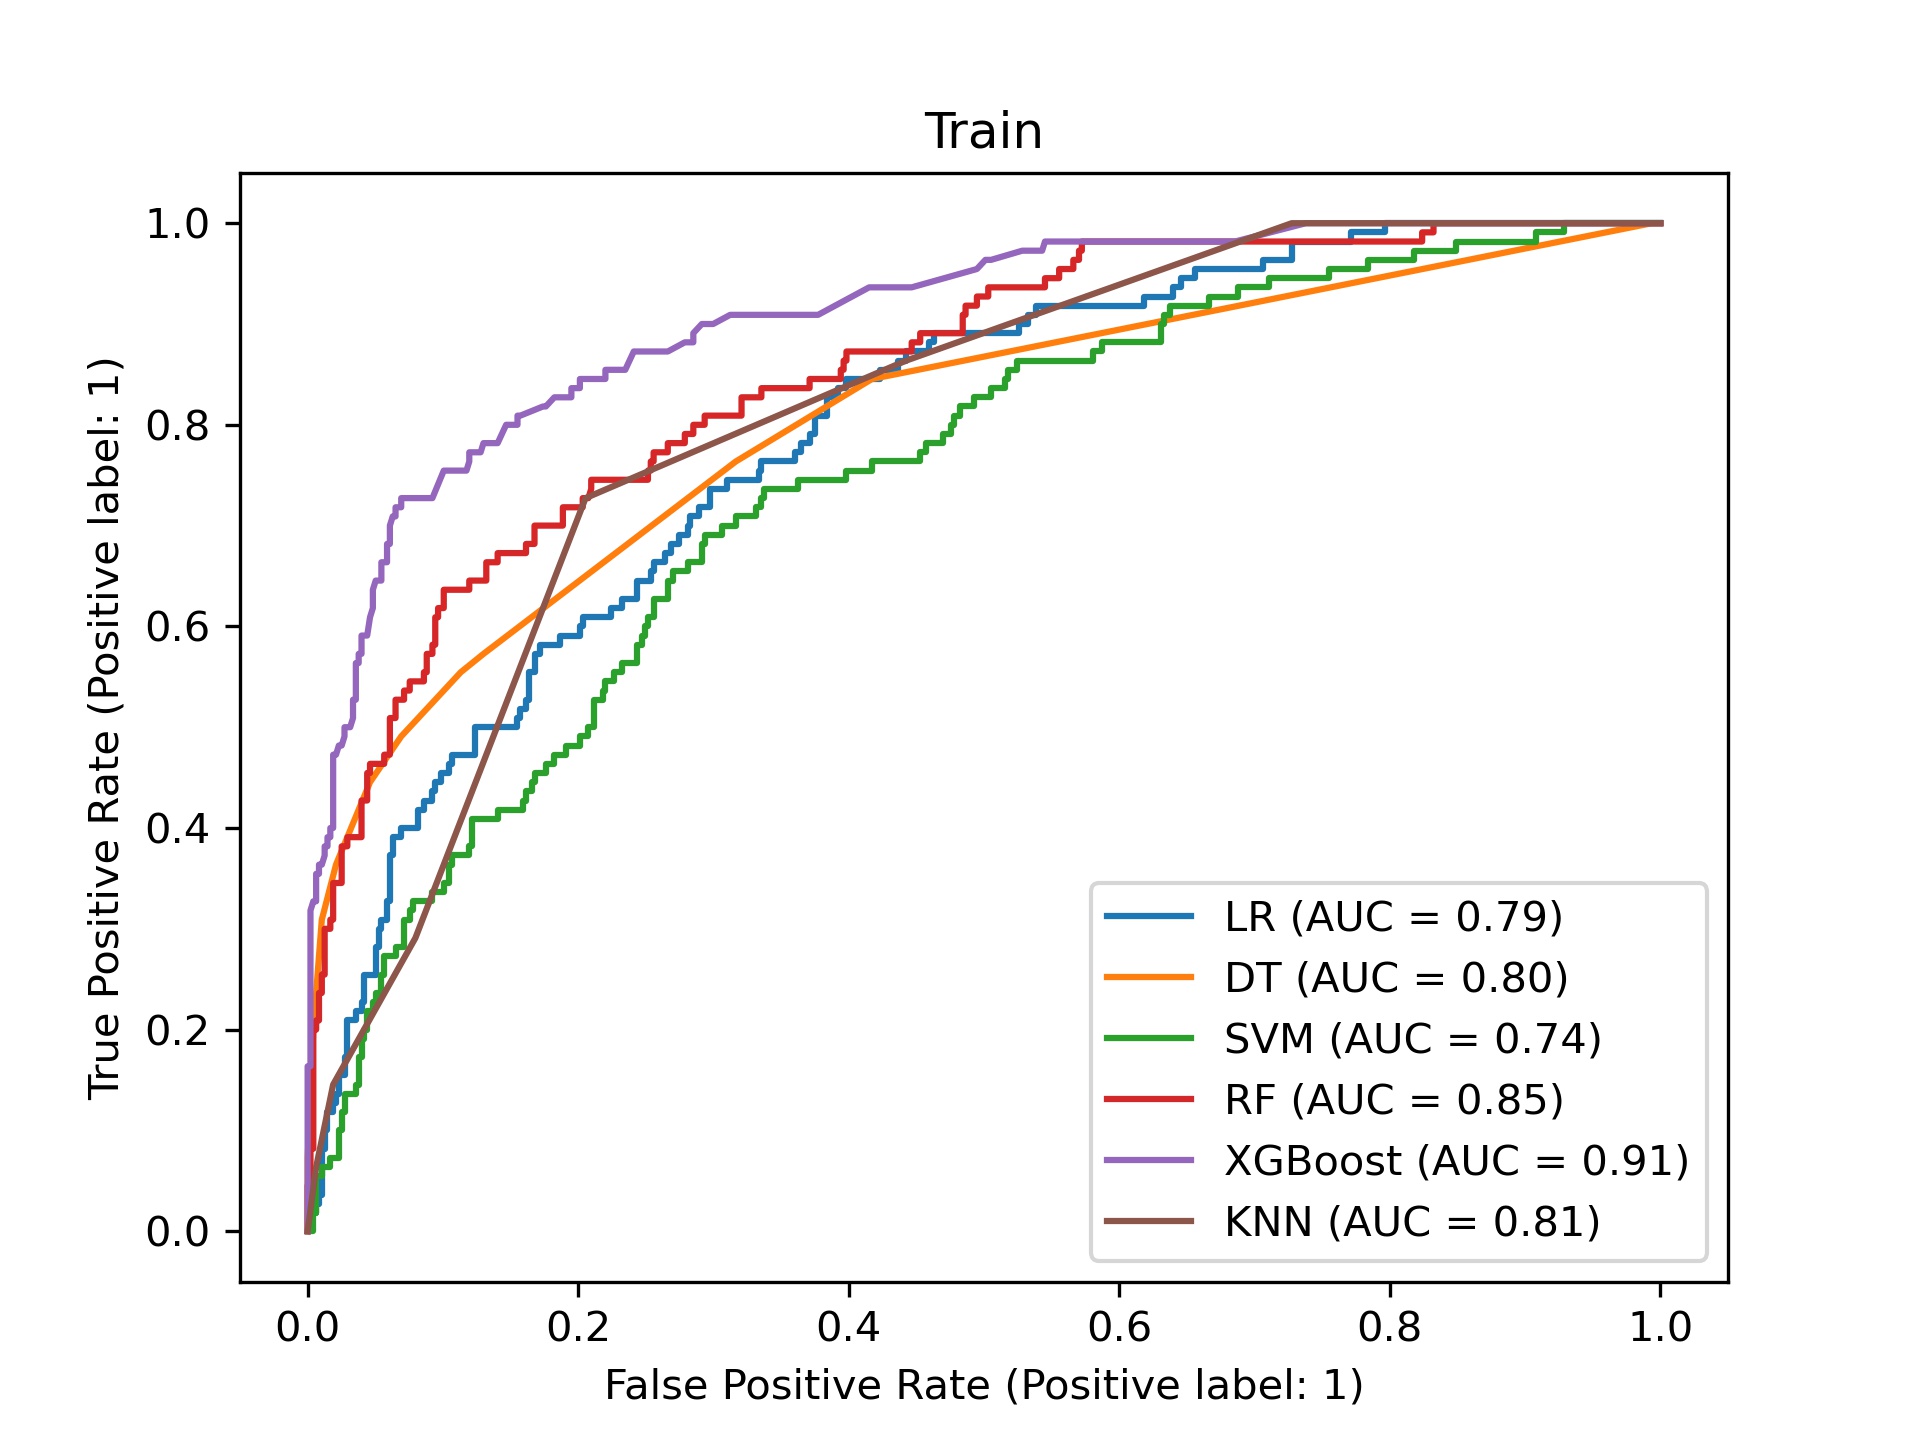 Train
True Positive Rate (Positive label: 1)
1.0
0.8
0.6
0.4
0.2
0.0
LR (AUC = 0.79)
DT (AUC = 0.80)
SVM (AUC = 0.74)
RF (AUC = 0.85)
XGBoost (AUC = 0.91)
KNN (AUC = 0.81)
0.0 0.2 0.4 0.6 0.8 1.0
False Positive Rate (Positive label: 1)